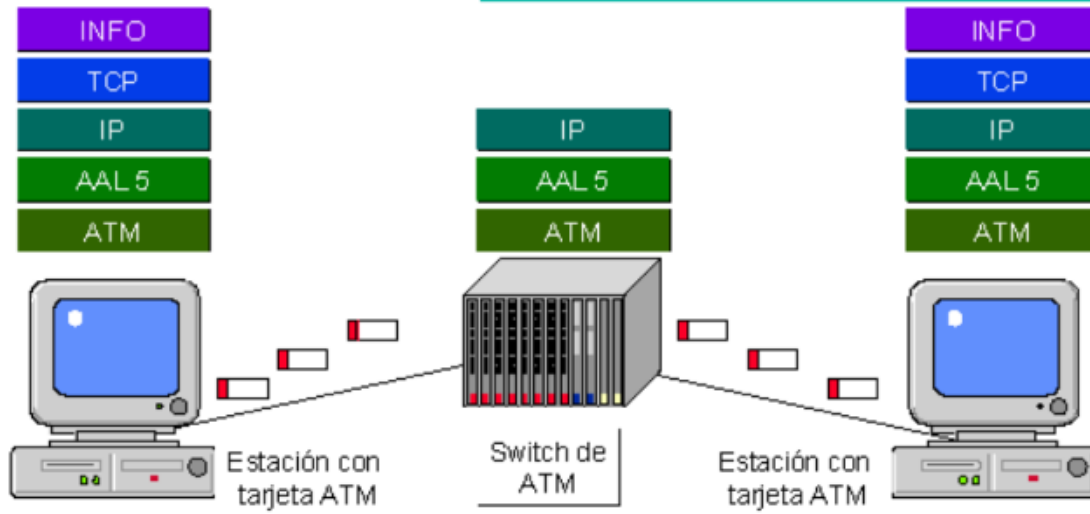 INFO
TCP
IP
AAL 5
ATM
IP
AAL 5
ATM
INFO
TCP
IP
AAL 5
ATM
Estación con
tarjeta ATM
Switch de
ATM
Estación con
tarjeta ATM